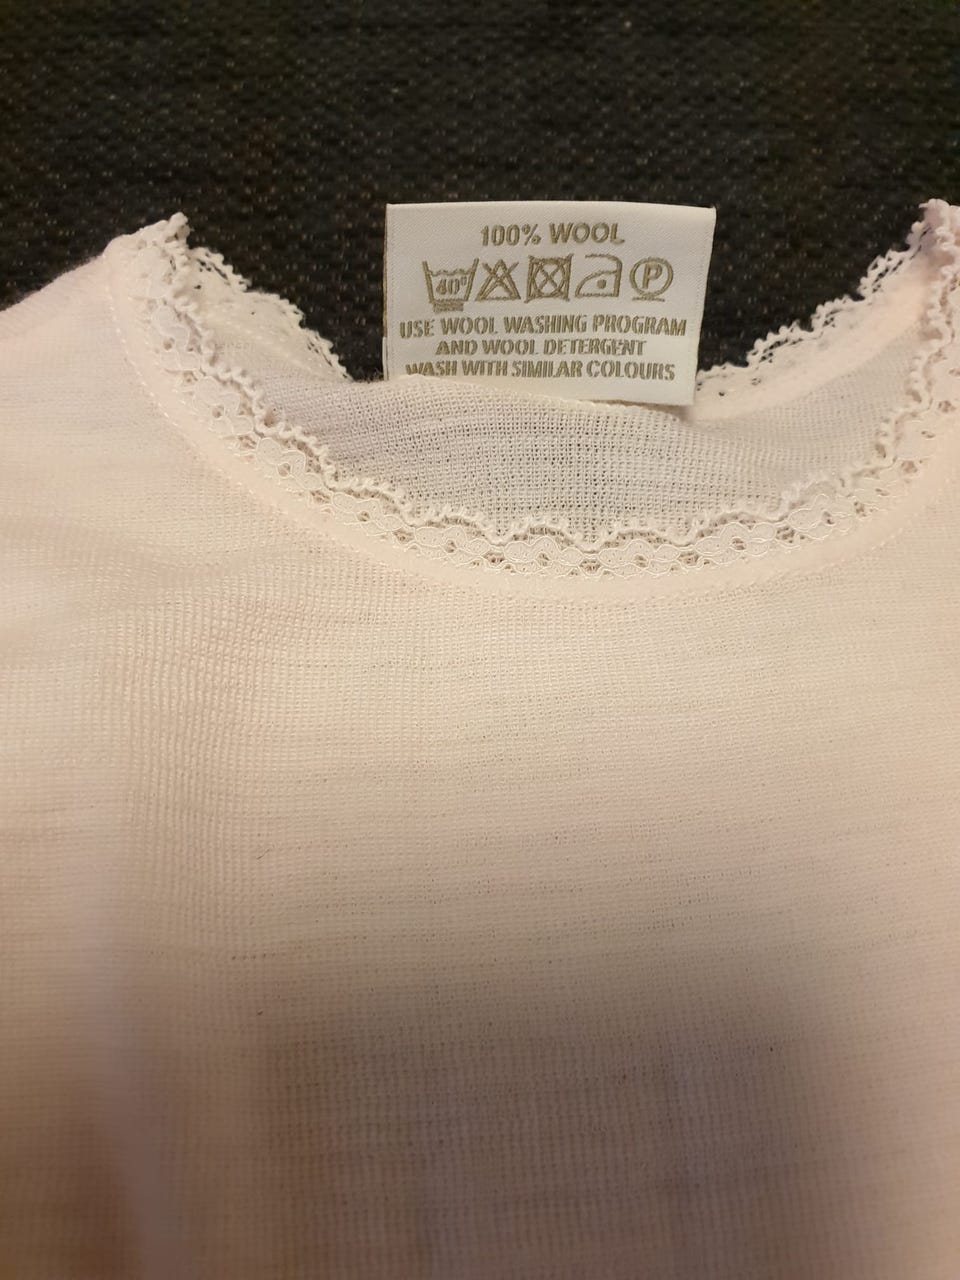 100% WOOL
40° P
USE WOOL WASHING PROGRAM
AND WOOL DETERGENT
WASH WITH SIMILAR COLOURS